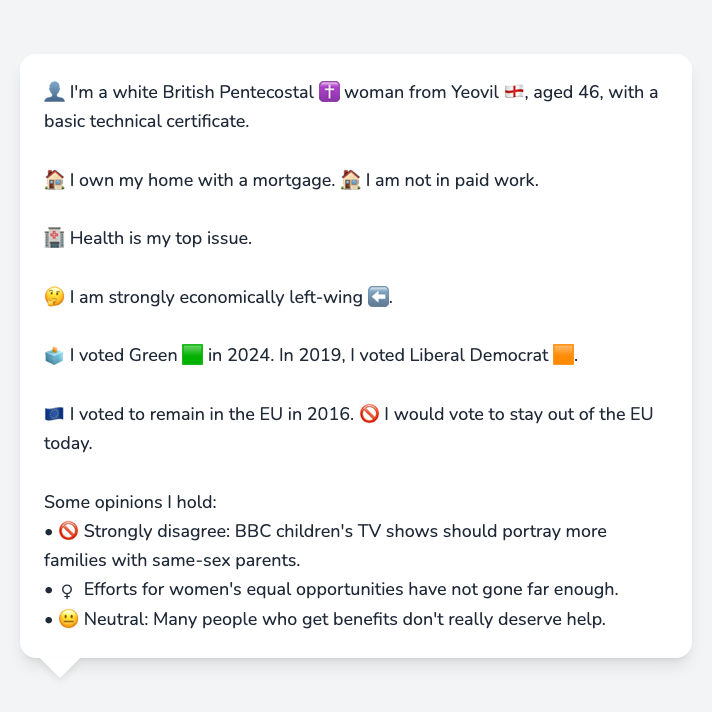 👤 I'm a white British Pentecostal ✝️ woman from Yeovil 🏴󠁧󠁢󠁥󠁮󠁧󠁿, aged 46, with a
basic technical certificate.
🏠 I own my home with a mortgage. 🏠 I am not in paid work.
🏥 Health is my top issue.
🤔 I am strongly economically left-wing ⬅️.
🗳️ I voted Green 🟩 in 2024. In 2019, I voted Liberal Democrat 🟧.
🇪🇺 I voted to remain in the EU in 2016. 🚫 I would vote to stay out of the EU
today.
Some opinions I hold:
• 🚫 Strongly disagree: BBC children's TV shows should portray more
families with same-sex parents.
• ♀ Efforts for women's equal opportunities have not gone far enough.
• 😐 Neutral: Many people who get benefits don't really deserve help.